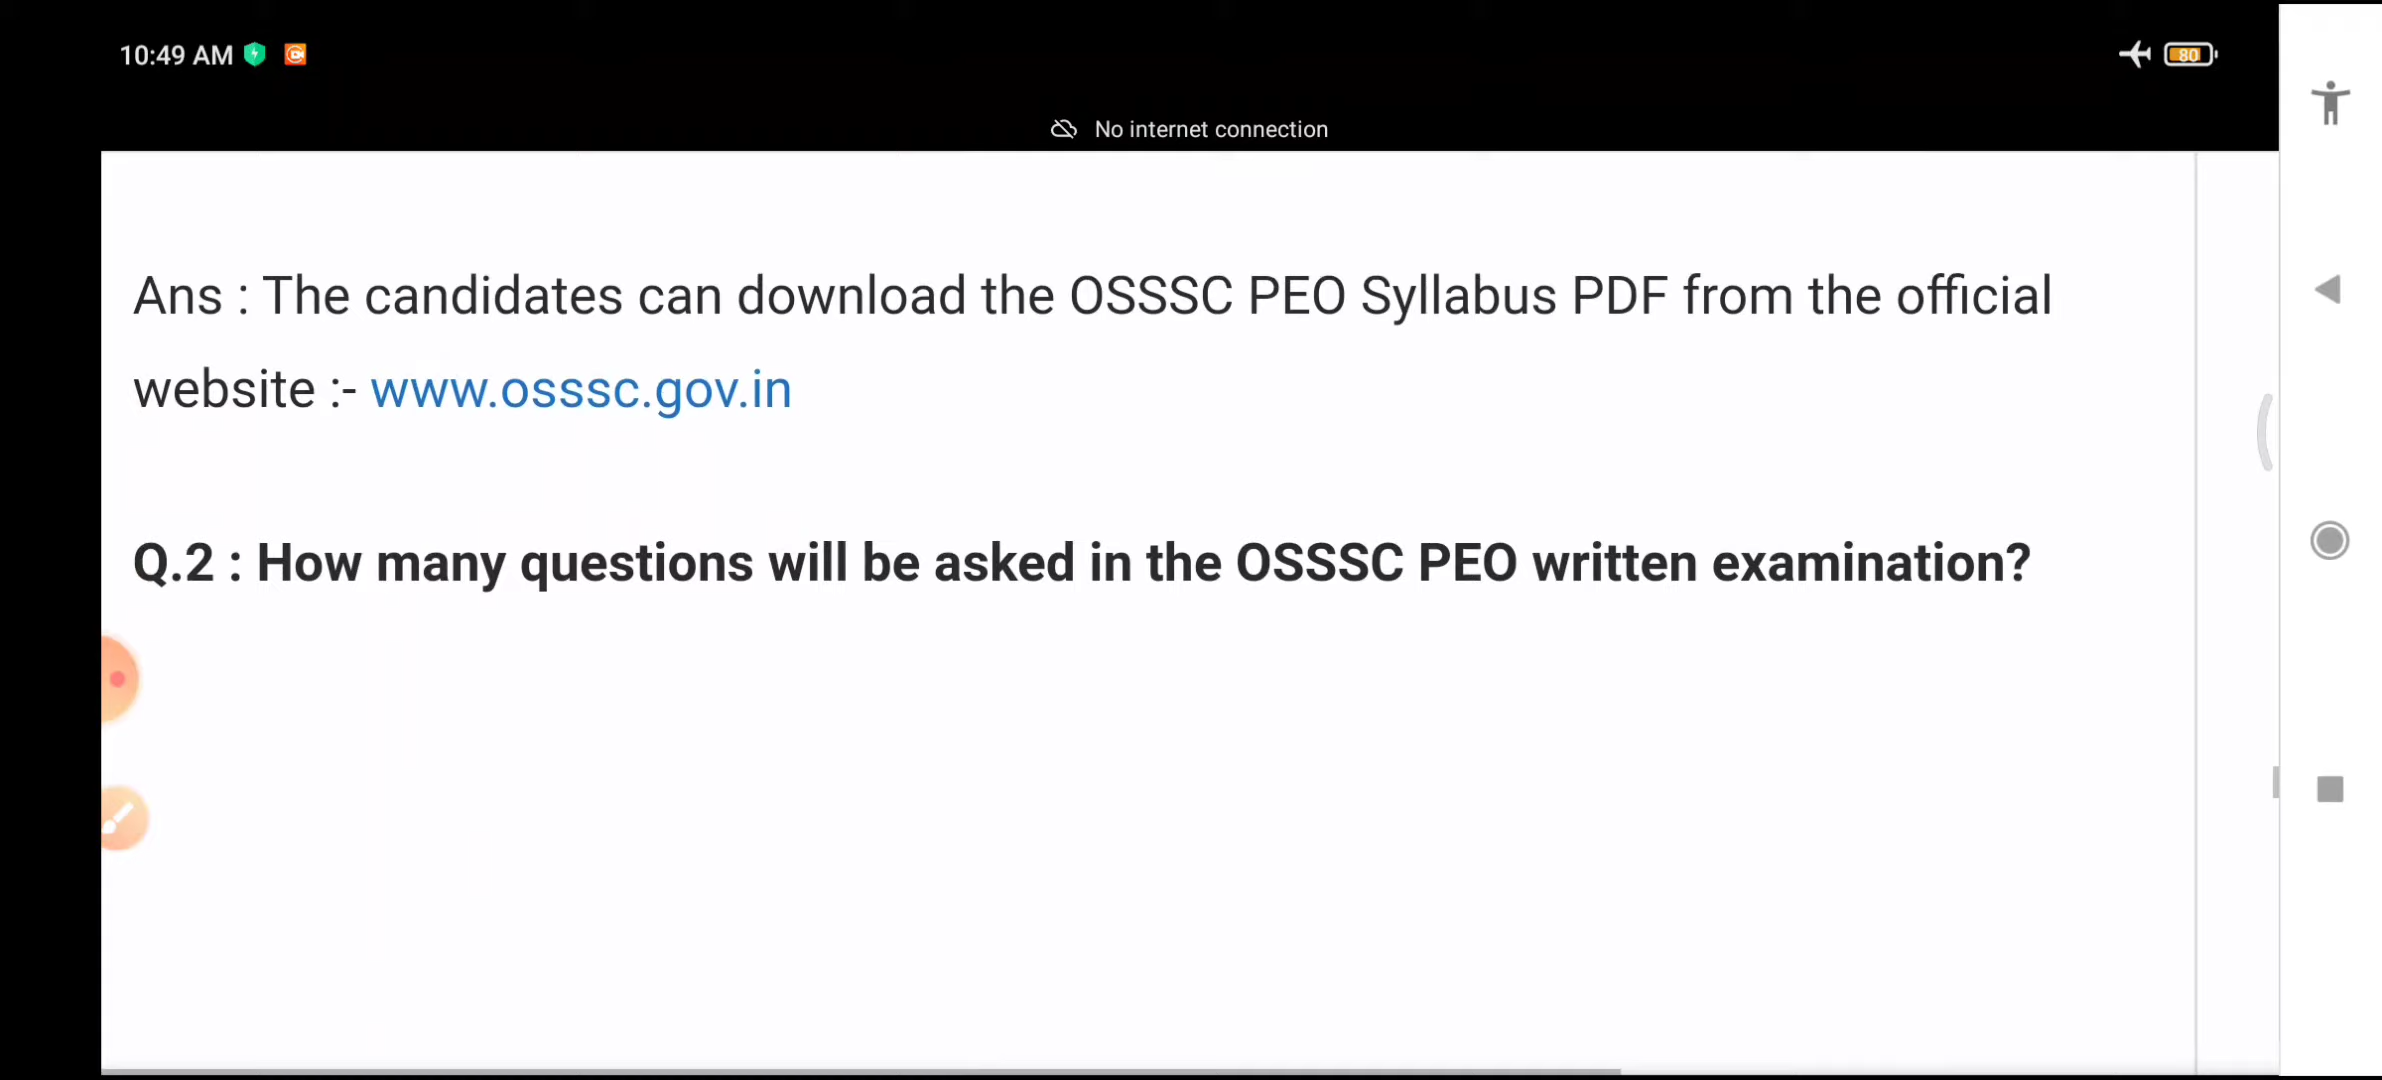 10:49 AM
80
No internet connection
Ans : The candidates can download the OSSSC PEO Syllabus PDF from the official
website :- www.osssc.gov.in
Q.2 : How many questions will be asked in the OSSSC PEO written examination?